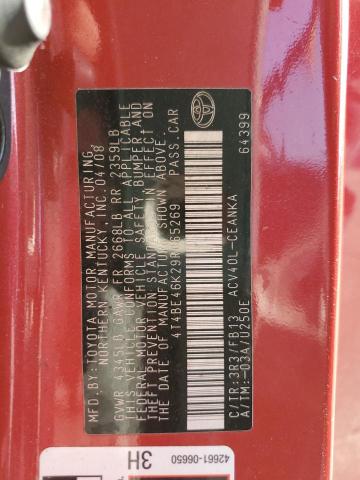 MFD. BY: TOYOTA MOTOR MANUFACTURING
NORTHERN KENTUCKY, INC. 04/08
GVWR 4345LB GAWR FR 2668LB RR 2359LB
THIS VEHICLE CONFORMS TO ALL APPLICABLE
FEDERAL MOTOR VEHICLE SAFETY, BUMPER AND
THEFT PREVENTION STANDARDS IN EFFECT ON
THE DATE OF MANUFACTURE SHOWN ABOVE.
PASS. CAR
C/TR: 3R3/FB13 ACV40L-CEANKA
A/TM: -03A/U250E
64399
42661-06650
3H